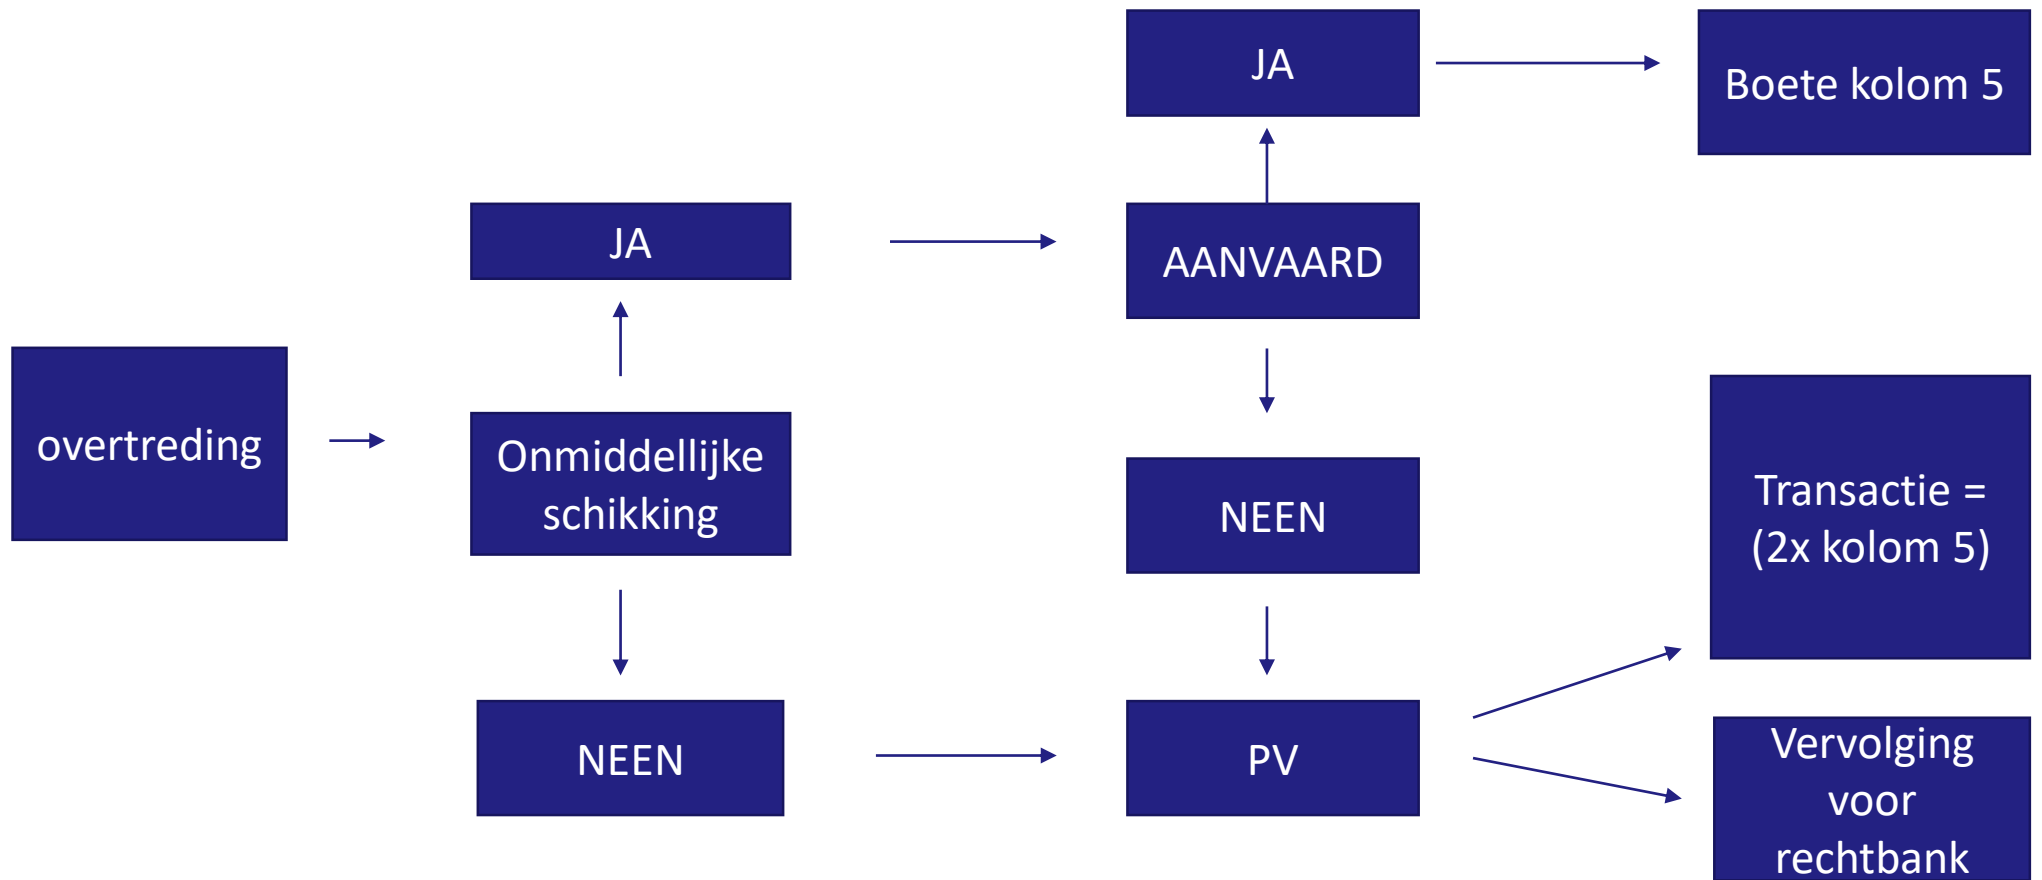 JA
Boete kolom 5
JA
AANVAARD
overtreding
Onmiddellijke
schikking
NEEN
Transactie =
(2x kolom 5)
NEEN
PV
Vervolging
voor
rechtbank